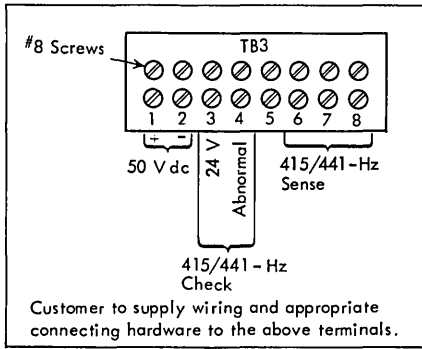 #8 Screws
TB3
1 2 3 4 5 6 7 8
+ -
50 V dc
24 V
Abnormal
415/441-Hz
Sense
415/441-Hz
Check
Customer to supply wiring and appropriate
connecting hardware to the above terminals.